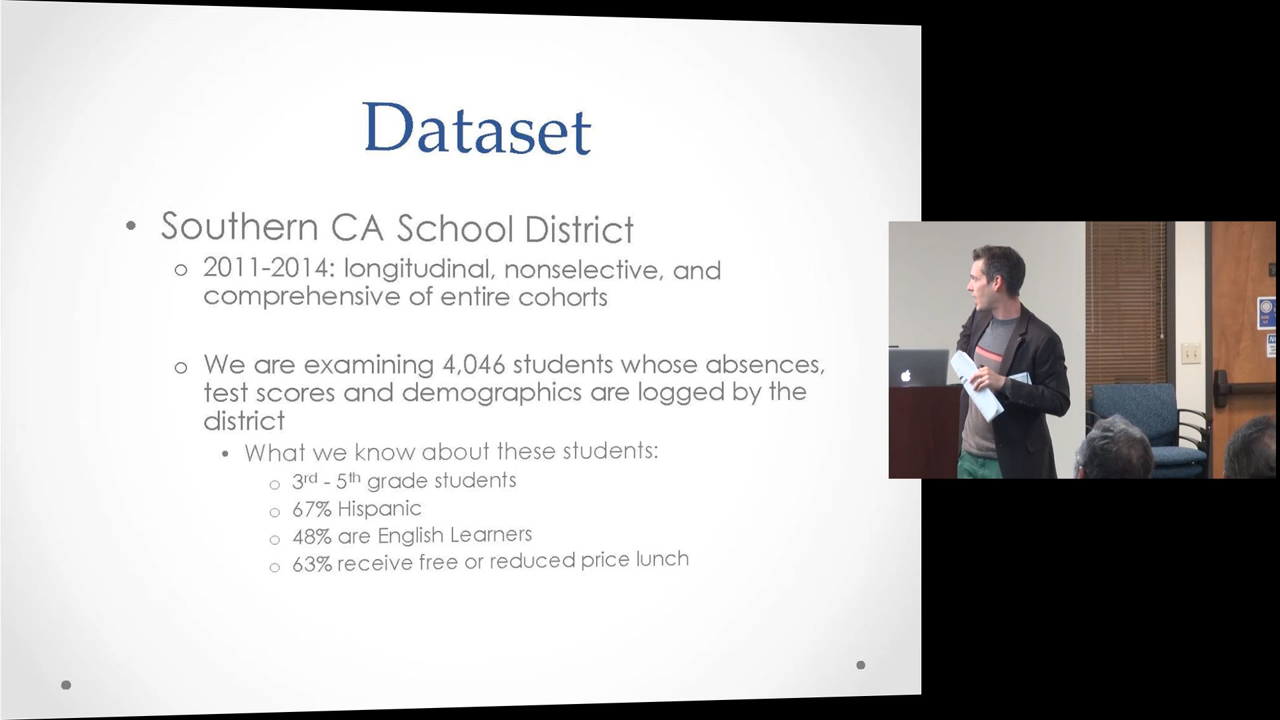 Dataset
• Southern CA School District
o 2011-2014: longitudinal, nonselective, and
comprehensive of entire cohorts
o We are examining 4,046 students whose absences,
test scores and demographics are logged by the
district
• What we know about these students:
o 3rd - 5th grade students
o 67% Hispanic
o 48% are English Learners
o 63% receive free or reduced price lunch